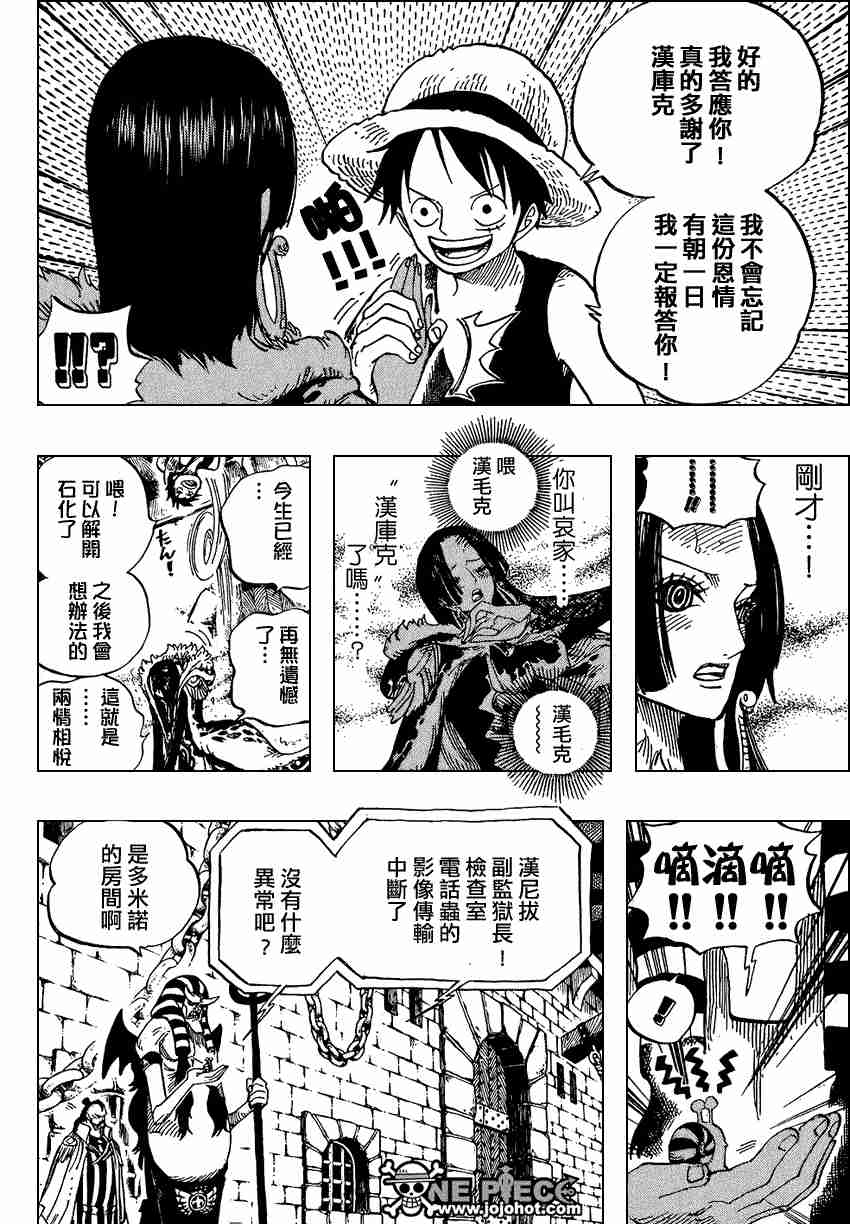 好的
我答應你！
真的多謝了
漢庫克
我不會忘記
這份恩情
有朝一日
我一定報答你！
!!!
!!?
剛才…！
………!!
喂
漢毛克
你叫哀家……
〝漢庫克〞
了嗎……？
漢毛克
～～～
今生已經
…
再無遺憾
了…
喂！
可以解開
石化了
たん！
之後我會
想辦法的
這就是
……
兩情相悅
嘀滴嘀
!! !! !!
！
漢尼拔
副監獄長！
檢查室
電話蟲的
影像傳輸
中斷了
沒有什麼
異常吧？
是多米諾
的房間啊
ONE PIECE
www.jojohot.com